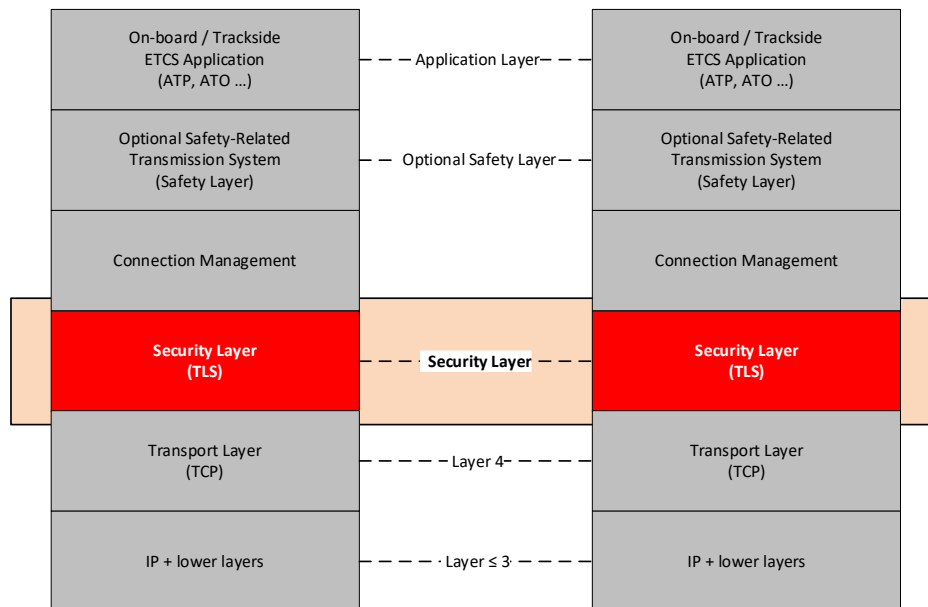 On-board / Trackside
ETCS Application
(ATP, ATO ...)
Application Layer
On-board / Trackside
ETCS Application
(ATP, ATO ...)
Optional Safety-Related
Transmission System
(Safety Layer)
Optional Safety Layer
Optional Safety-Related
Transmission System
(Safety Layer)
Connection Management
Connection Management
Security Layer
(TLS)
Security Layer
Security Layer
(TLS)
Transport Layer
(TCP)
Layer 4
Transport Layer
(TCP)
IP + lower layers
Layer ≤ 3
IP + lower layers